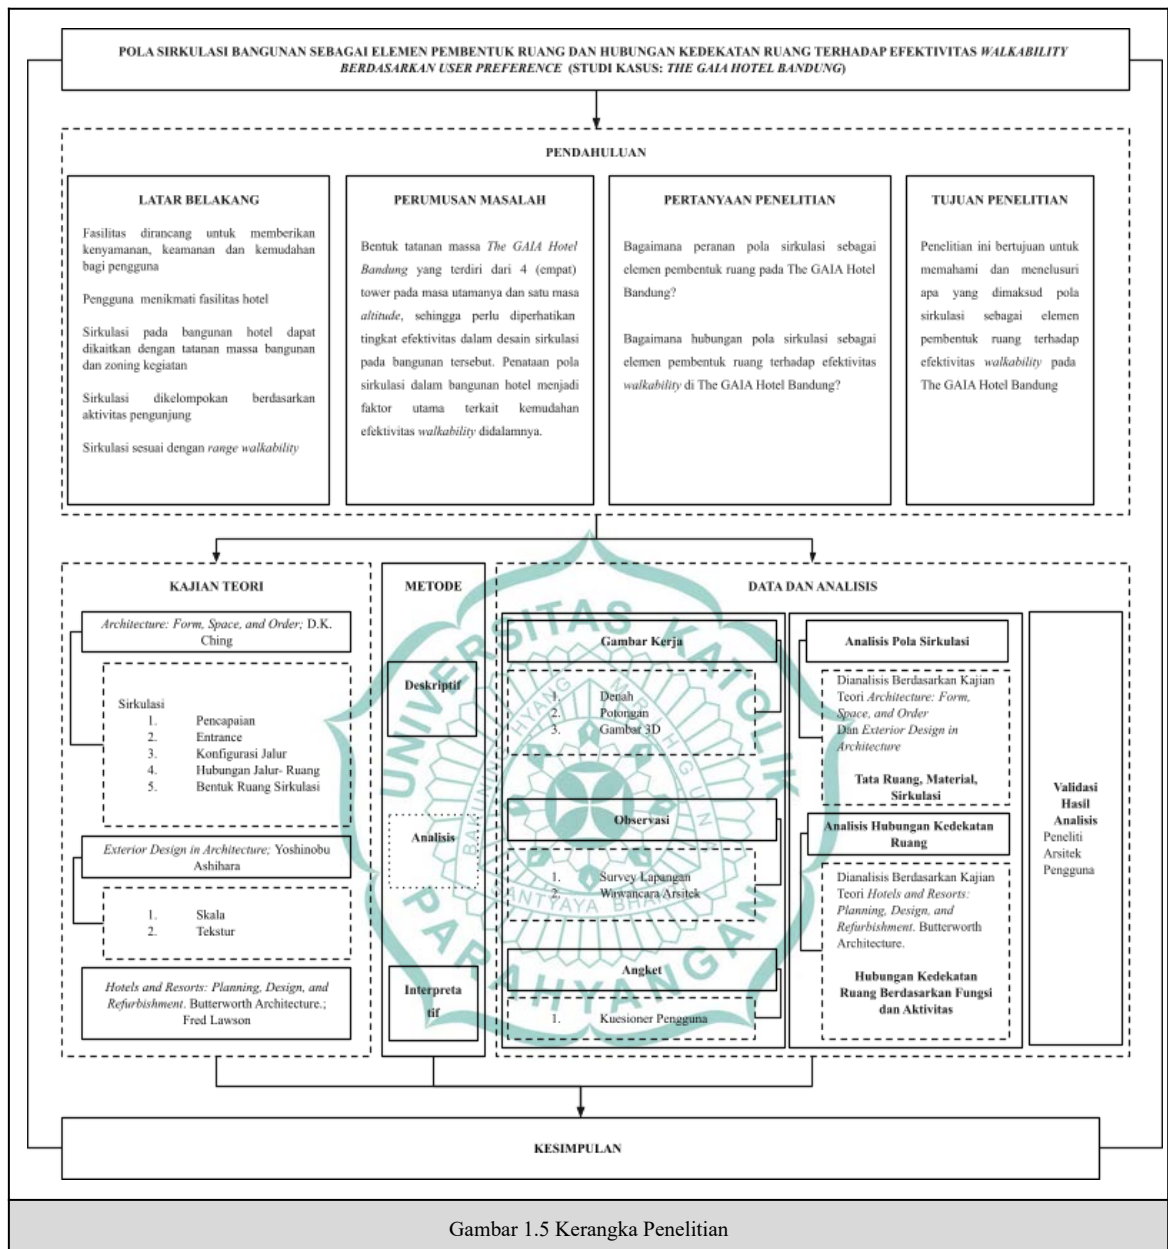 POLA SIRKULASI BANGUNAN SEBAGAI ELEMEN PEMBENTUK RUANG DAN HUBUNGAN KEDEKATAN RUANG TERHADAP EFEKTIVITAS WALKABILITY
BERDASARKAN USER PREFERENCE (STUDI KASUS: THE GAIA HOTEL BANDUNG)
PENDAHULUAN
LATAR BELAKANG
Fasilitas dirancang untuk memberikan
kenyamanan, keamanan dan kemudahan
bagi pengguna
Pengguna menikmati fasilitas hotel
Sirkulasi pada bangunan hotel dapat
dikaitkan dengan tatanan massa bangunan
dan zoning kegiatan
Sirkulasi dikelompokan berdasarkan
aktivitas pengunjung
Sirkulasi sesuai dengan range walkability
PERUMUSAN MASALAH
Bentuk tatanan massa The GAIA Hotel
Bandung yang terdiri dari 4 (empat)
tower pada masa utamanya dan satu masa
altitude, sehingga perlu diperhatikan
tingkat efektivitas dalam desain sirkulasi
pada bangunan tersebut. Penataan pola
sirkulasi dalam bangunan hotel menjadi
faktor utama terkait kemudahan
efektivitas walkability didalamnya.
PERTANYAAN PENELITIAN
Bagaimana peranan pola sirkulasi sebagai
elemen pembentuk ruang pada The GAIA Hotel
Bandung?
Bagaimana hubungan pola sirkulasi sebagai
elemen pembentuk ruang terhadap efektivitas
walkability di The GAIA Hotel Bandung?
TUJUAN PENELITIAN
Penelitian ini bertujuan untuk
memahami dan menelusuri
apa yang dimaksud pola
sirkulasi sebagai elemen
pembentuk ruang terhadap
efektivitas walkability pada
The GAIA Hotel Bandung
KAJIAN TEORI
Architecture: Form, Space, and Order; D.K.
Ching
Sirkulasi
1. Pencapaian
2. Entrance
3. Konfigurasi Jalur
4. Hubungan Jalur- Ruang
5. Bentuk Ruang Sirkulasi
Exterior Design in Architecture; Yoshinobu
Ashihara
1. Skala
2. Tekstur
Hotels and Resorts: Planning, Design, and
Refurbishment. Butterworth Architecture.;
Fred Lawson
METODE
Deskriptif
Analisis
Interpreta
tif
DATA DAN ANALISIS
Gambar Kerja
1. Denah
2. Potongan
3. Gambar 3D
Observasi
1. Survey Lapangan
2. Wawancara Arsitek
Angket
1. Kuesioner Pengguna
Analisis Pola Sirkulasi
Dianalisis Berdasarkan Kajian
Teori Architecture: Form,
Space, and Order
Dan Exterior Design in
Architecture
Tata Ruang, Material,
Sirkulasi
Analisis Hubungan Kedekatan
Ruang
Dianalisis Berdasarkan Kajian
Teori Hotels and Resorts:
Planning, Design, and
Refurbishment. Butterworth
Architecture.
Hubungan Kedekatan
Ruang Berdasarkan Fungsi
dan Aktivitas
Validasi
Hasil
Analisis
Peneliti
Arsitek
Pengguna
UNIVERSITAS KATOLIK
PARAHYANGAN
KESIMPULAN
Gambar 1.5 Kerangka Penelitian